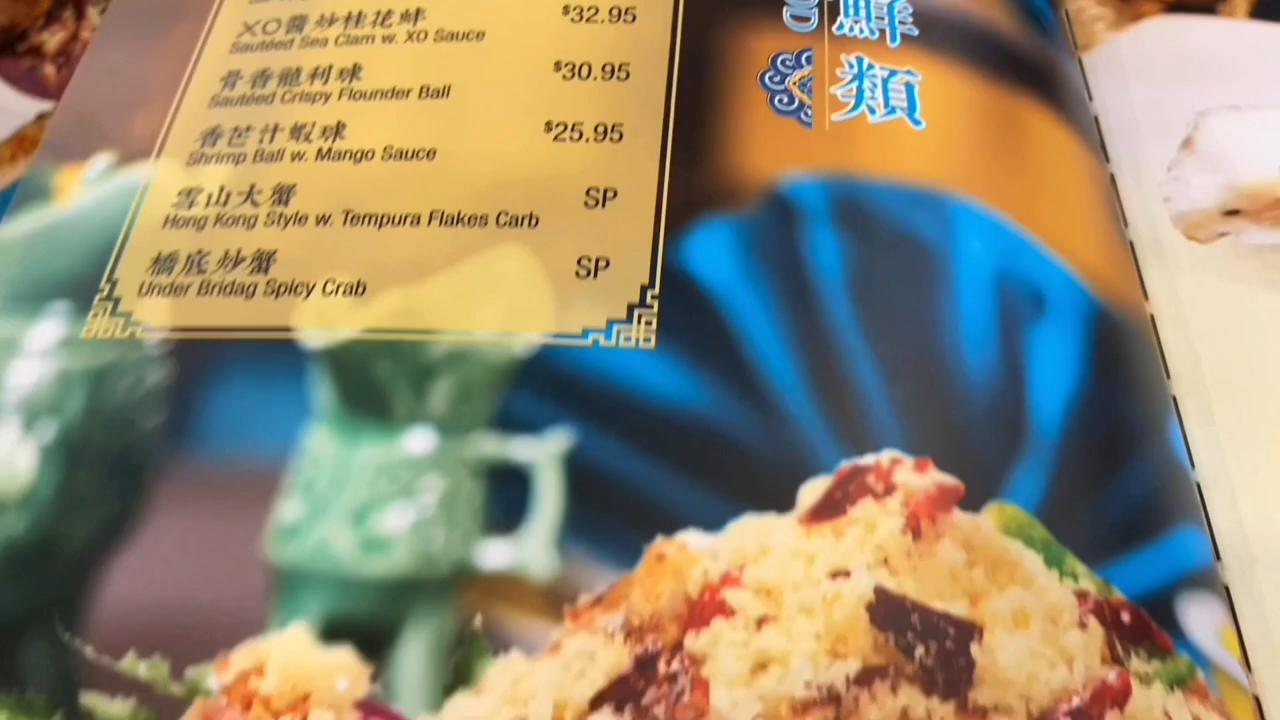 XO醬炒桂花蚌
Sautéed Sea Clam w. XO Sauce
$32.95
骨香龍利球
Sautéed Crispy Flounder Ball
$30.95
香芒汁蝦球
Shrimp Ball w. Mango Sauce
$25.95
雪山大蟹
Hong Kong Style w. Tempura Flakes Carb
SP
橋底炒蟹
Under Bridag Spicy Crab
SP
鮮類